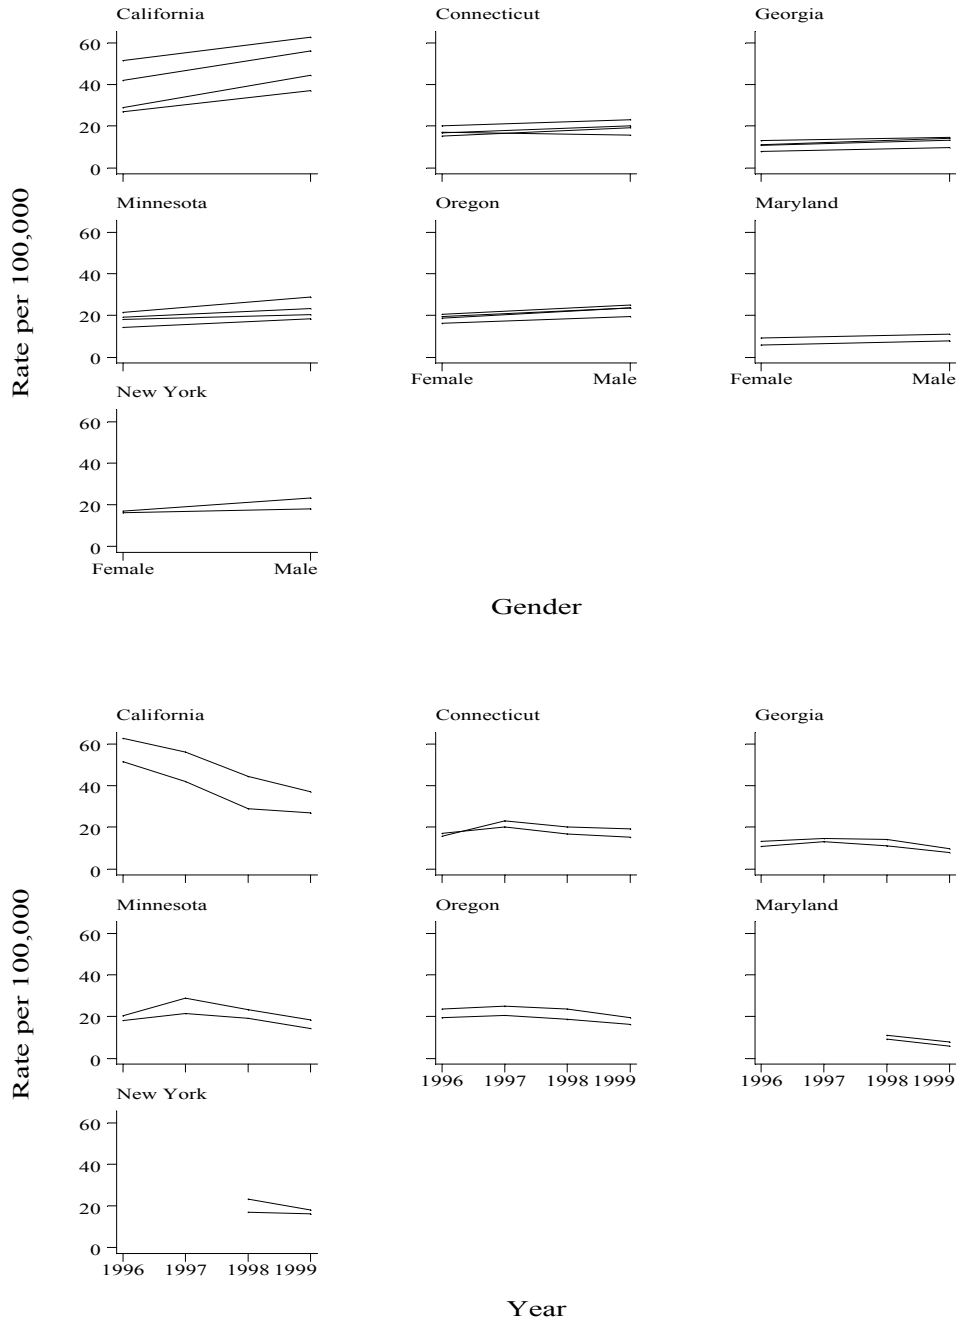 California Connecticut Georgia
60
40
20
0
Minnesota Oregon Maryland
60
40
20
0
Female Male Female Male
New York
60
40
20
0
Female Male
Rate per 100,000
Gender
California Connecticut Georgia
60
40
20
0
Minnesota Oregon Maryland
60
40
20
0
1996 1997 1998 1999 1996 1997 1998 1999
New York
60
40
20
0
1996 1997 1998 1999
Rate per 100,000
Year